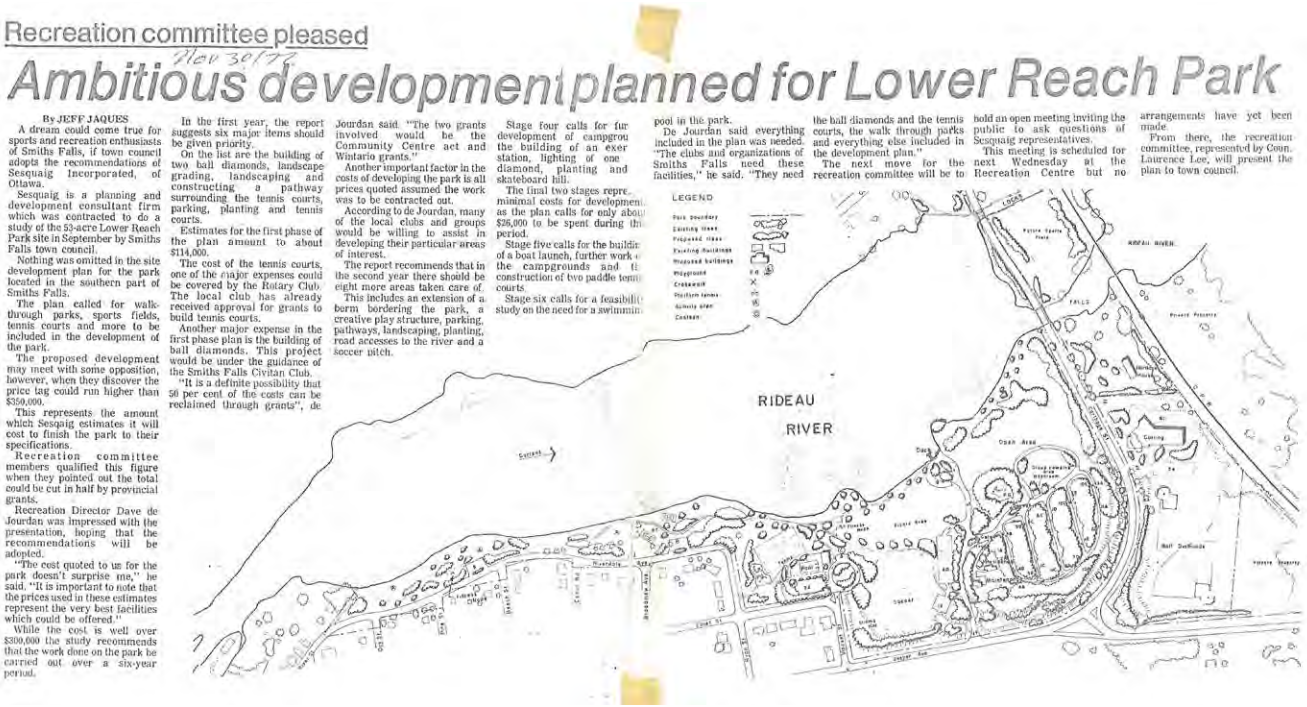 Recreation committee pleased
Nov 30/77
Ambitious development planned for Lower Reach Park
By JEFF JAQUES
A dream could come true for
sports and recreation enthusiasts
of Smiths Falls, if town council
adopts the recommendations of
Sesquaig Incorporated, of
Ottawa.
Sesquaig is a planning and
development consultant firm
which was contracted to do a
study of the 53-acre Lower Reach
Park site in September by Smiths
Falls town council.
Nothing was omitted in the site
development plan for the park
located in the southern part of
Smiths Falls.
The plan called for walk-
through parks, sports fields,
tennis courts and more to be
included in the development of
the park.
The proposed development
may meet with some opposition,
however, when they discover the
price tag could run higher than
$350,000.
This represents the amount
which Sesqaig estimates it will
cost to finish the park to their
specifications.
Recreation committee
members qualified this figure
when they pointed out the total
could be cut in half by provincial
grants.
Recreation Director Dave de
Jourdan was impressed with the
presentation, hoping that the
recommendations will be
adopted.
"The cost quoted to us for the
park doesn't surprise me," he
said. "It is important to note that
the prices used in these estimates
represent the very best facilities
which could be offered."
While the cost is well over
$300,000 the study recommends
that the work done on the park be
carried out over a six-year
period.
In the first year, the report
suggests six major items should
be given priority.
On the list are the building of
two ball diamonds, landscape
grading, landscaping and
constructing a pathway
surrounding the tennis courts,
parking, planting and tennis
courts.
Estimates for the first phase of
the plan amount to about
$114,000.
The cost of the tennis courts,
one of the major expenses could
be covered by the Rotary Club.
The local club has already
received approval for grants to
build tennis courts.
Another major expense in the
first phase plan is the building of
ball diamonds. This project
would be under the guidance of
the Smiths Falls Civitan Club.
"It is a definite possibility that
50 per cent of the costs can be
reclaimed through grants", de
Jourdan said. "The two grants
involved would be the
Community Centre act and
Wintario grants."
Another important factor in the
costs of developing the park is all
prices quoted assumed the work
was to be contracted out.
According to de Jourdan, many
of the local clubs and groups
would be willing to assist in
developing their particular areas
of interest.
The report recommends that in
the second year there should be
eight more areas taken care of.
This includes an extension of a
berm bordering the park, a
creative play structure, parking,
pathways, landscaping, planting,
road accesses to the river and a
soccer pitch.
Stage four calls for fur
development of campgrou
the building of an exer
station, lighting of one
diamond, planting and
skateboard hill.
The final two stages repre
minimal costs for development
as the plan calls for only abou
$26,000 to be spent during thi
period.
Stage five calls for the buildin
of a boat launch, further work
the campgrounds and
construction of two paddle tenni
courts.
Stage six calls for a feasibilit
study on the need for a swimmin
pool in the park.
De Jourdan said everything
included in the plan was needed.
"The clubs and organizations of
Smiths Falls need these
facilities," he said. "They need
the ball diamonds and the tennis
courts, the walk through parks
and everything else included in
the development plan."
The next move for the
recreation committee will be to
hold an open meeting inviting the
public to ask questions of
Sesquaig representatives.
This meeting is scheduled for
next Wednesday at the
Recreation Centre but no
arrangements have yet been
made.
From there, the recreation
committee, represented by Coun.
Laurence Lee, will present the
plan to town council.
LEGEND
Park boundary
Existing trees
Proposed trees
Existing buildings
Proposed buildings
Playground
Crosswalk
Platform tennis
LOCKS
RIDEAU RIVER
FALLS
Private Property
RIDEAU
RIVER
Current
Open Area
Curling
Dock
Picnic Area
Soccer
Ball Diamonds
Private Property